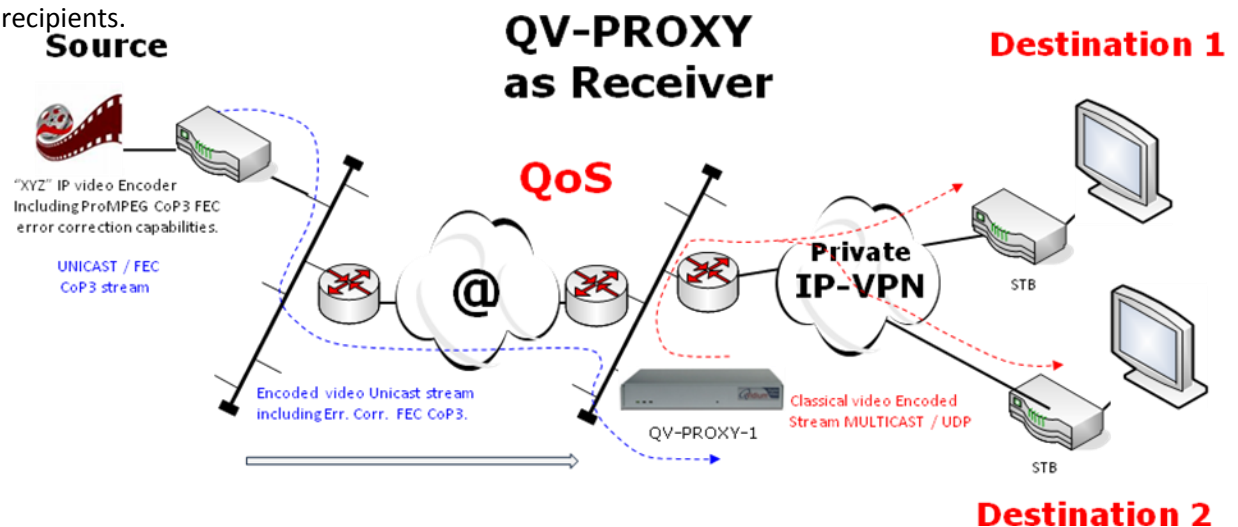 recipients.
Source
QV-PROXY
as Receiver
Destination 1
QoS
"XYZ" IP video Encoder
Including ProMPEG CoP3 FEC
error correction capabilities.
UNICAST / FEC
CoP3 stream
@
Private
IP-VPN
STB
Encoded video Unicast stream
including Err. Corr. FEC CoP3.
QV-PROXY-1
Classical video Encoded
Stream MULTICAST / UDP
STB
Destination 2